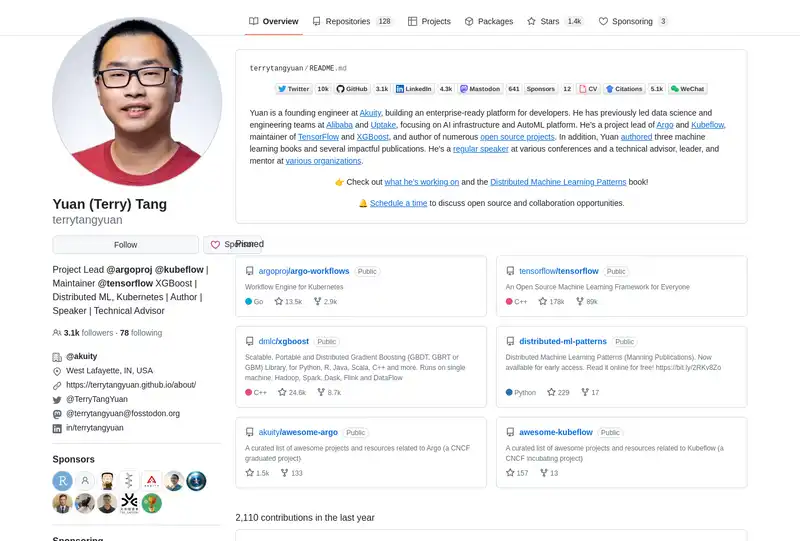 Overview
Repositories 128
Projects
Packages
Stars 1.4k
Sponsoring 3
terrytangyuan/README.md
Twitter 10k GitHub 3.1k LinkedIn 4.3k Mastodon 641 Sponsors 12 CV Citations 5.1k WeChat
Yuan is a founding engineer at Akuity, building an enterprise-ready platform for developers. He has previously led data science and
engineering teams at Alibaba and Uptake, focusing on AI infrastructure and AutoML platform. He's a project lead of Argo and Kubeflow,
maintainer of TensorFlow and XGBoost, and author of numerous open source projects. In addition, Yuan authored three machine
learning books and several impactful publications. He's a regular speaker at various conferences and a technical advisor, leader, and
mentor at various organizations.
👉 Check out what he's working on and the Distributed Machine Learning Patterns book!
🔔 Schedule a time to discuss open source and collaboration opportunities.
Yuan (Terry) Tang
terrytangyuan
Follow
Sponsor
Project Lead @argoproj @kubeflow |
Maintainer @tensorflow XGBoost |
Distributed ML, Kubernetes | Author |
Speaker | Technical Advisor
3.1k followers · 78 following
@akuity
West Lafayette, IN, USA
https://terrytangyuan.github.io/about/
@TerryTangYuan
@terrytangyuan@fosstodon.org
in/terrytangyuan
Sponsors
Sponsoring
Pinned
argoproj/argo-workflows Public
Workflow Engine for Kubernetes
Go 13.5k 2.9k
tensorflow/tensorflow Public
An Open Source Machine Learning Framework for Everyone
C++ 178k 89k
dmlc/xgboost Public
Scalable, Portable and Distributed Gradient Boosting (GBDT, GBRT or
GBM) Library, for Python, R, Java, Scala, C++ and more. Runs on single
machine, Hadoop, Spark, Dask, Flink and DataFlow
C++ 24.6k 8.7k
distributed-ml-patterns Public
Distributed Machine Learning Patterns (Manning Publications). Now
available for early access. Read it online for free! https://bit.ly/2RKv8Zo
Python 229 17
akuity/awesome-argo Public
A curated list of awesome projects and resources related to Argo (a CNCF
graduated project)
1.5k 133
awesome-kubeflow Public
A curated list of awesome projects and resources related to Kubeflow (a
CNCF incubating project)
157 13
2,110 contributions in the last year